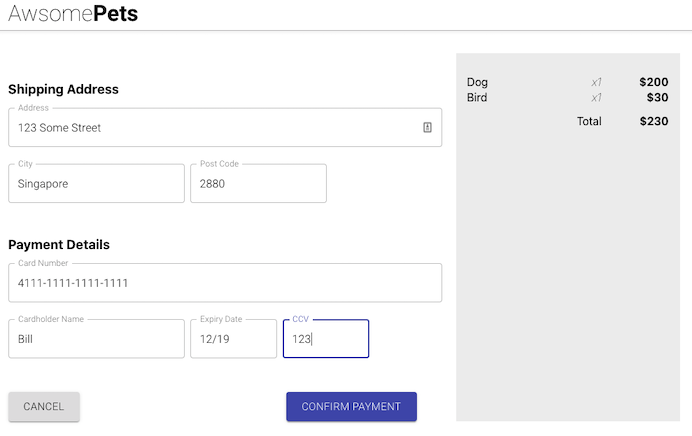 AwsomePets
Shipping Address
Address
123 Some Street
City
Singapore
Post Code
2880
Payment Details
Card Number
4111-1111-1111-1111
Cardholder Name
Bill
Expiry Date
12/19
CCV
123
CANCEL
CONFIRM PAYMENT
Dog x1 $200
Bird x1 $30
Total $230